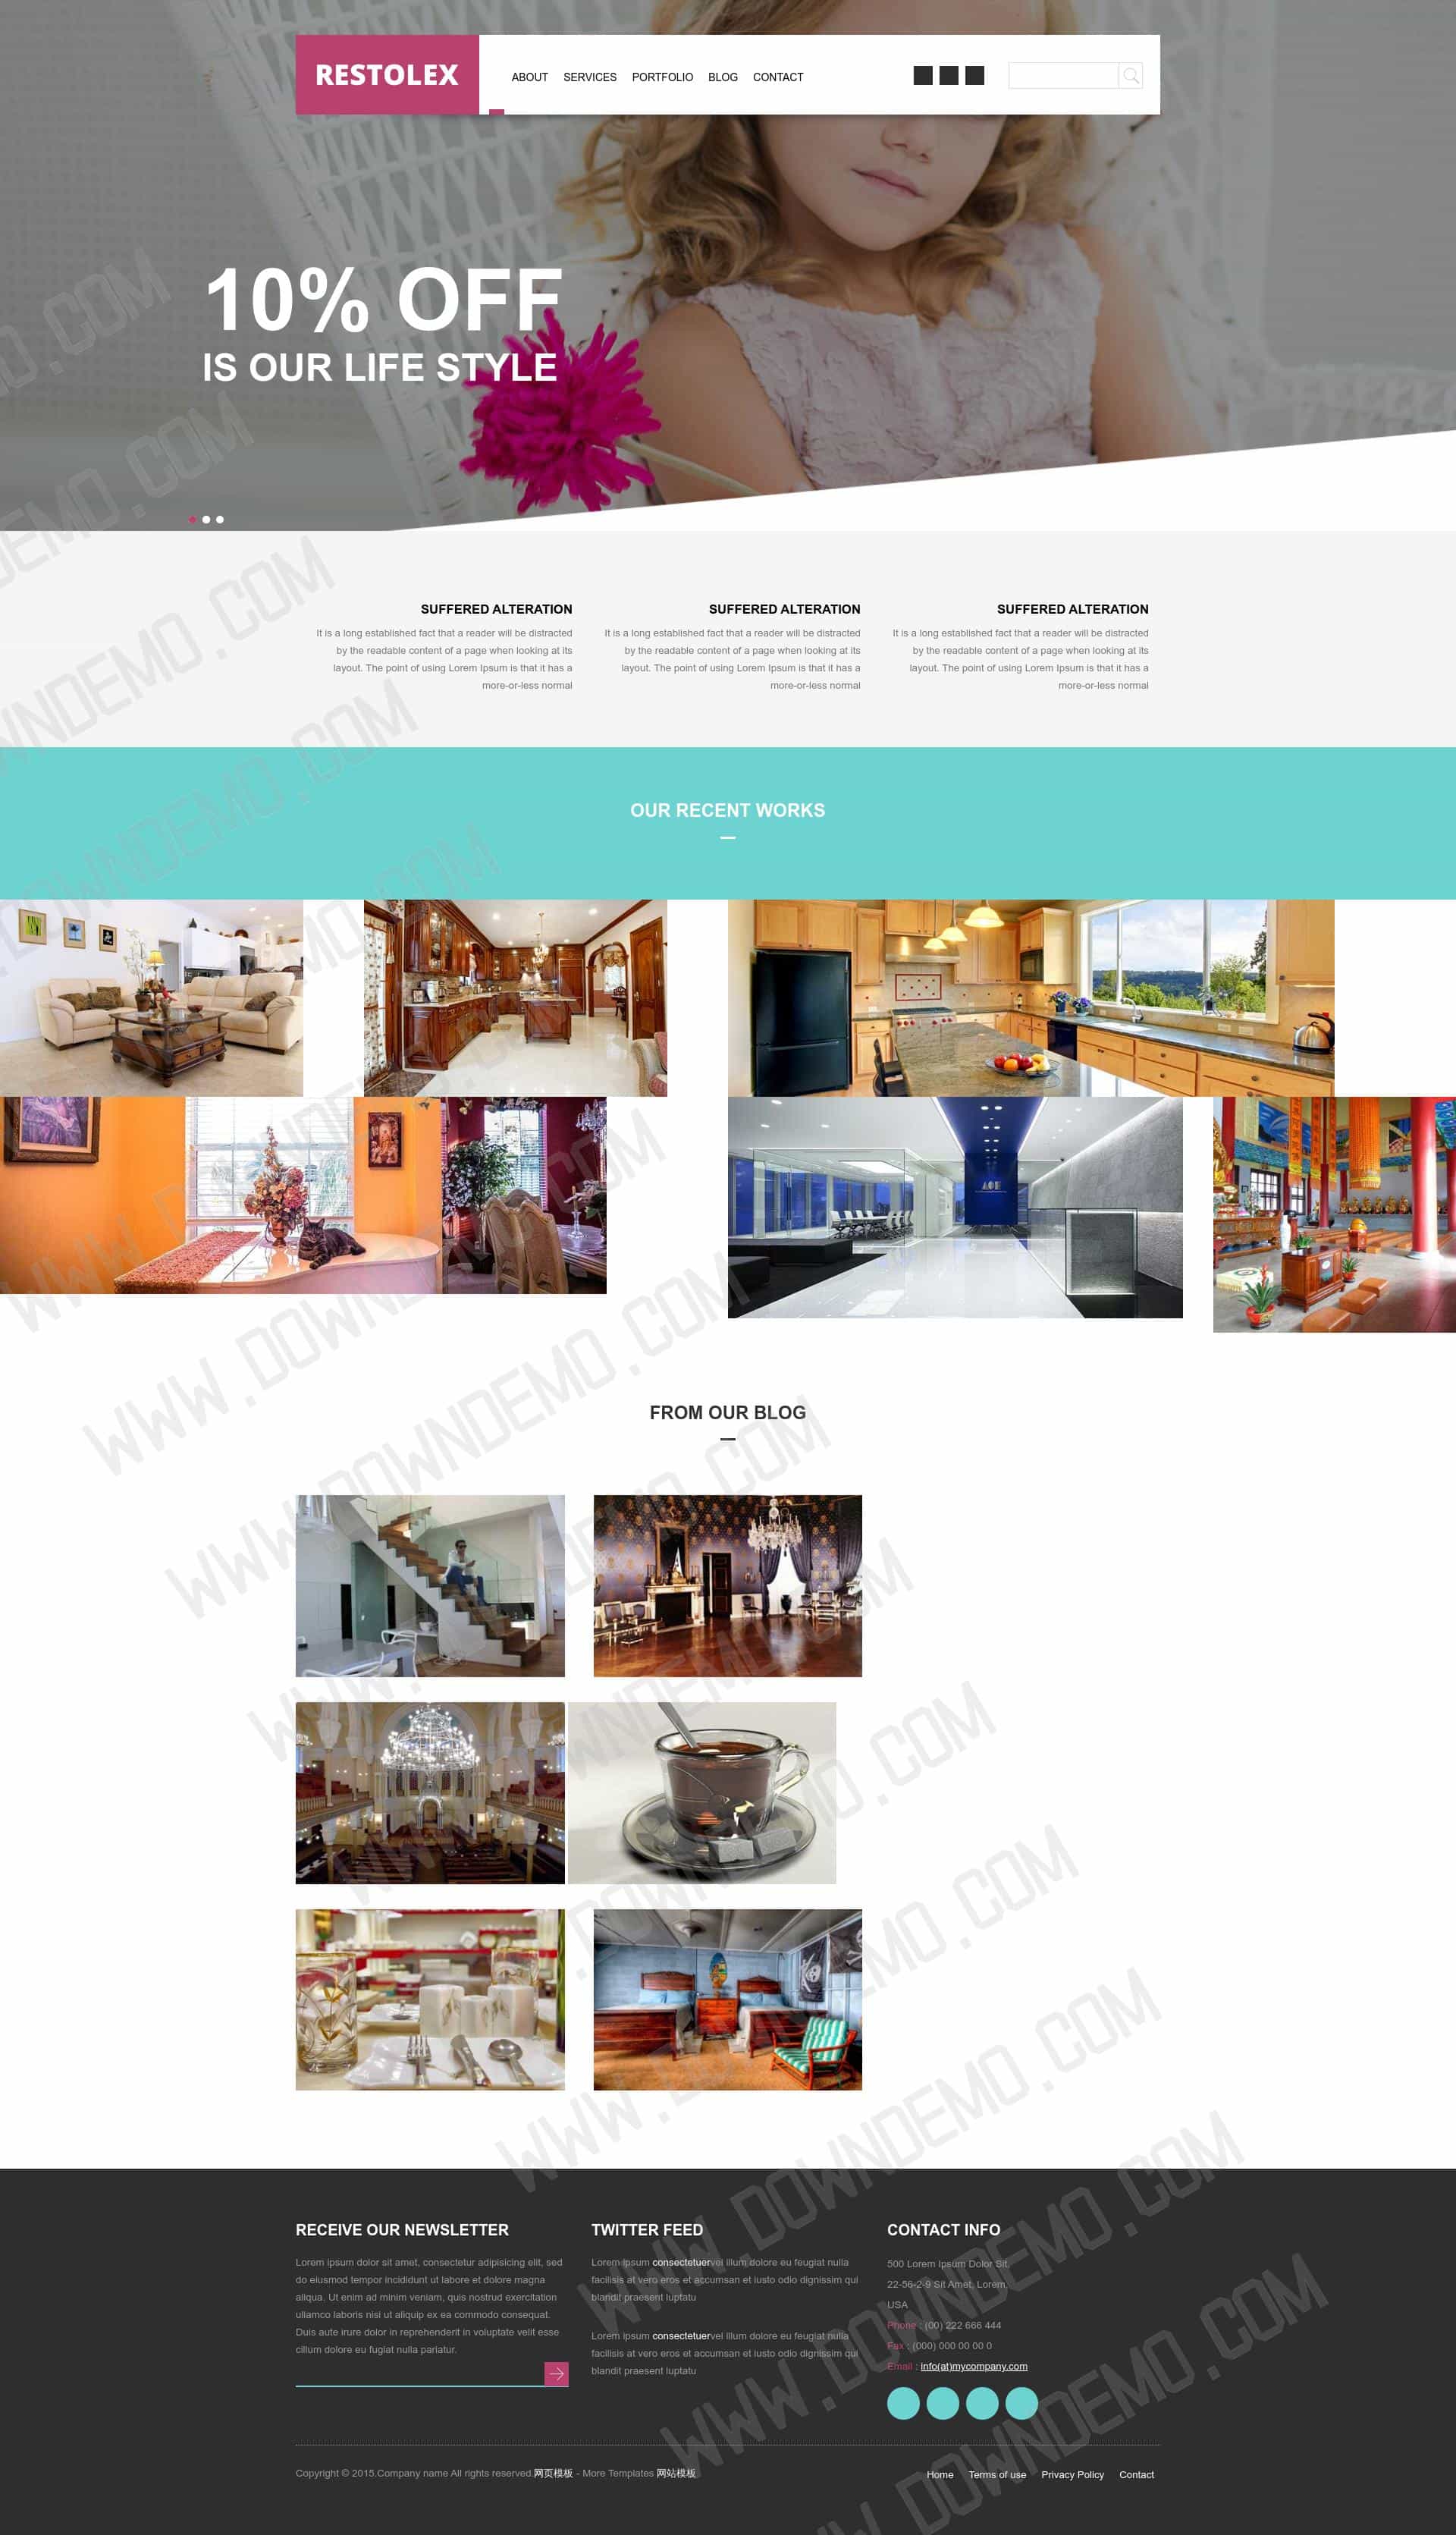 RESTOLEX
ABOUT SERVICES PORTFOLIO BLOG CONTACT
10% OFF
IS OUR LIFE STYLE
SUFFERED ALTERATION
It is a long established fact that a reader will be distracted
by the readable content of a page when looking at its
layout. The point of using Lorem Ipsum is that it has a
more-or-less normal
SUFFERED ALTERATION
It is a long established fact that a reader will be distracted
by the readable content of a page when looking at its
layout. The point of using Lorem Ipsum is that it has a
more-or-less normal
SUFFERED ALTERATION
It is a long established fact that a reader will be distracted
by the readable content of a page when looking at its
layout. The point of using Lorem Ipsum is that it has a
more-or-less normal
OUR RECENT WORKS
FROM OUR BLOG
RECEIVE OUR NEWSLETTER
Lorem ipsum dolor sit amet, consectetur adipisicing elit, sed
do eiusmod tempor incididunt ut labore et dolore magna
aliqua. Ut enim ad minim veniam, quis nostrud exercitation
ullamco laboris nisi ut aliquip ex ea commodo consequat.
Duis aute irure dolor in reprehenderit in voluptate velit esse
cillum dolore eu fugiat nulla pariatur.
TWITTER FEED
Lorem ipsum consectetuervel illum dolore eu feugiat nulla
facilisis at vero eros et accumsan et iusto odio dignissim qui
blandit praesent luptatu
Lorem ipsum consectetuervel illum dolore eu feugiat nulla
facilisis at vero eros et accumsan et iusto odio dignissim qui
blandit praesent luptatu
CONTACT INFO
500 Lorem Ipsum Dolor Sit,
22-56-2-9 Sit Amet, Lorem,
USA
Phone : (00) 222 666 444
Fax : (000) 000 00 00 0
Email : info(at)mycompany.com
Copyright © 2015.Company name All rights reserved.网页模板 - More Templates 网站模板
Home Terms of use Privacy Policy Contact
WWW.DOWNDEMO.COM